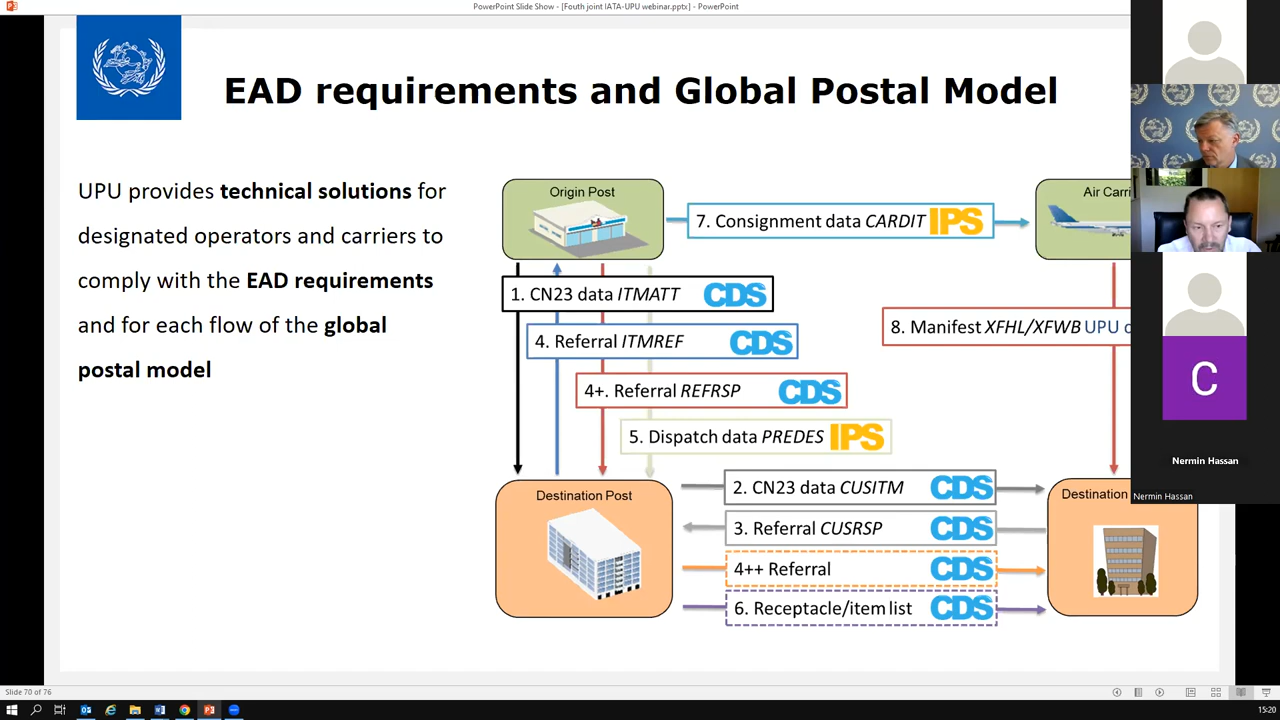 PowerPoint Slide Show - [Fouth joint IATA-UPU webinar.pptx] - PowerPoint
EAD requirements and Global Postal Model
UPU provides technical solutions for
designated operators and carriers to
comply with the EAD requirements
and for each flow of the global
postal model
Origin Post
7. Consignment data CARDIT IPS
Air Carri
1. CN23 data ITMATT CDS
4. Referral ITMREF CDS
8. Manifest XFHL/XFWB UPU
4+. Referral REFRSP CDS
5. Dispatch data PREDES IPS
Destination Post
2. CN23 data CUSITM CDS
3. Referral CUSRSP CDS
4++ Referral CDS
6. Receptacle/item list CDS
Destination
C
Nermin Hassan
Nermin Hassan
Slide 70 of 76
15:20